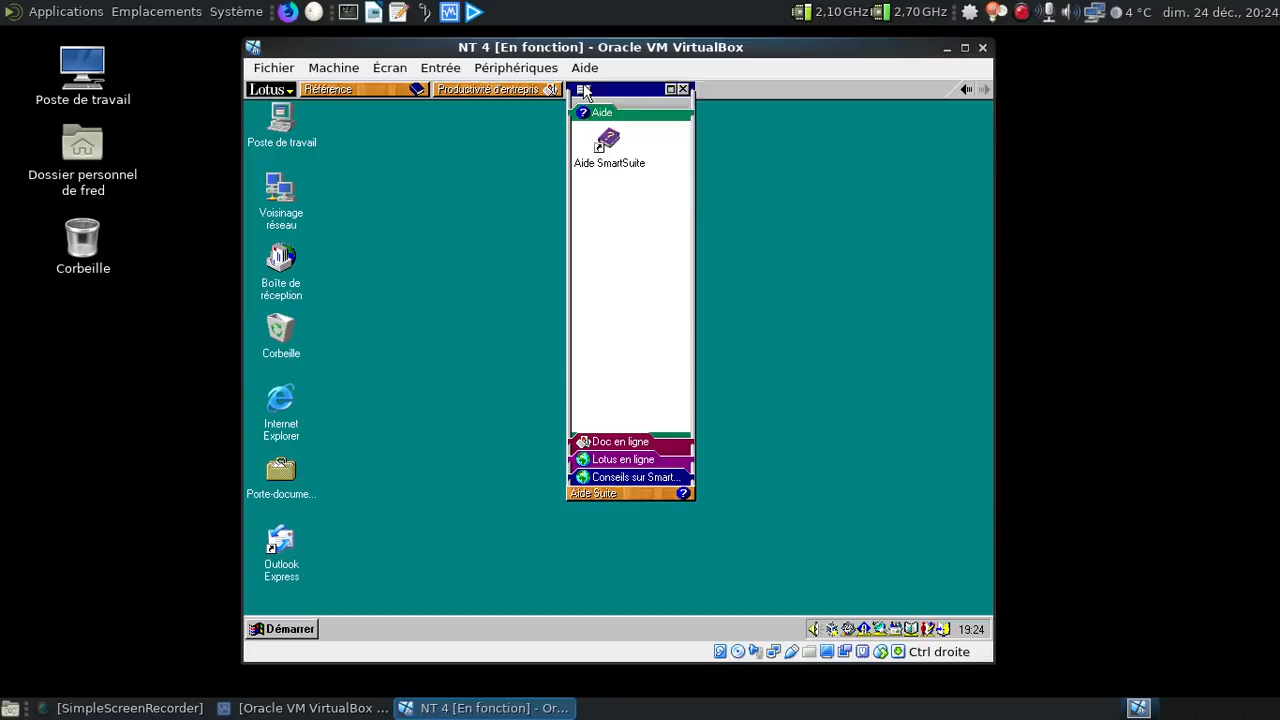 Applications Emplacements Système 2,10 GHz 2,70 GHz 4 °C dim. 24 déc., 20:24
Poste de travail
Dossier personnel
de fred
Corbeille
NT 4 [En fonction] - Oracle VM VirtualBox
Fichier Machine Écran Entrée Périphériques Aide
Lotus Référence Productivité d'entrepris
Aide
Aide SmartSuite
Doc en ligne
Lotus en ligne
Conseils sur Smart...
Aide Suite
Poste de travail
Voisinage
réseau
Boîte de
réception
Corbeille
Internet
Explorer
Porte-docume...
Outlook
Express
Démarrer 19:24
Ctrl droite
[SimpleScreenRecorder] [Oracle VM VirtualBox ... NT 4 [En fonction] - Or...